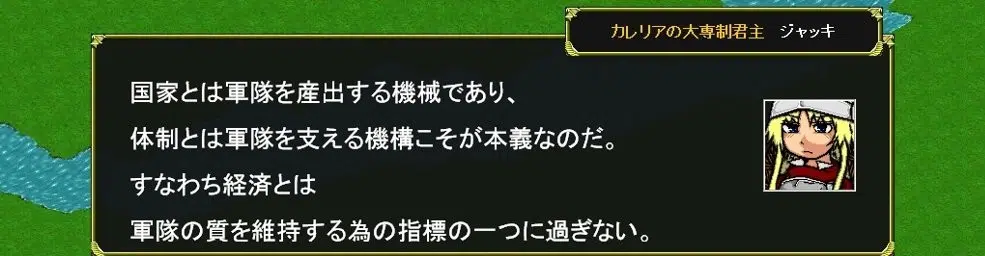 カレリアの大専制君主 ジャッキ
国家とは軍隊を産出する機械であり、
体制とは軍隊を支える機構こそが本義なのだ。
すなわち経済とは
軍隊の質を維持する為の指標の一つに過ぎない。